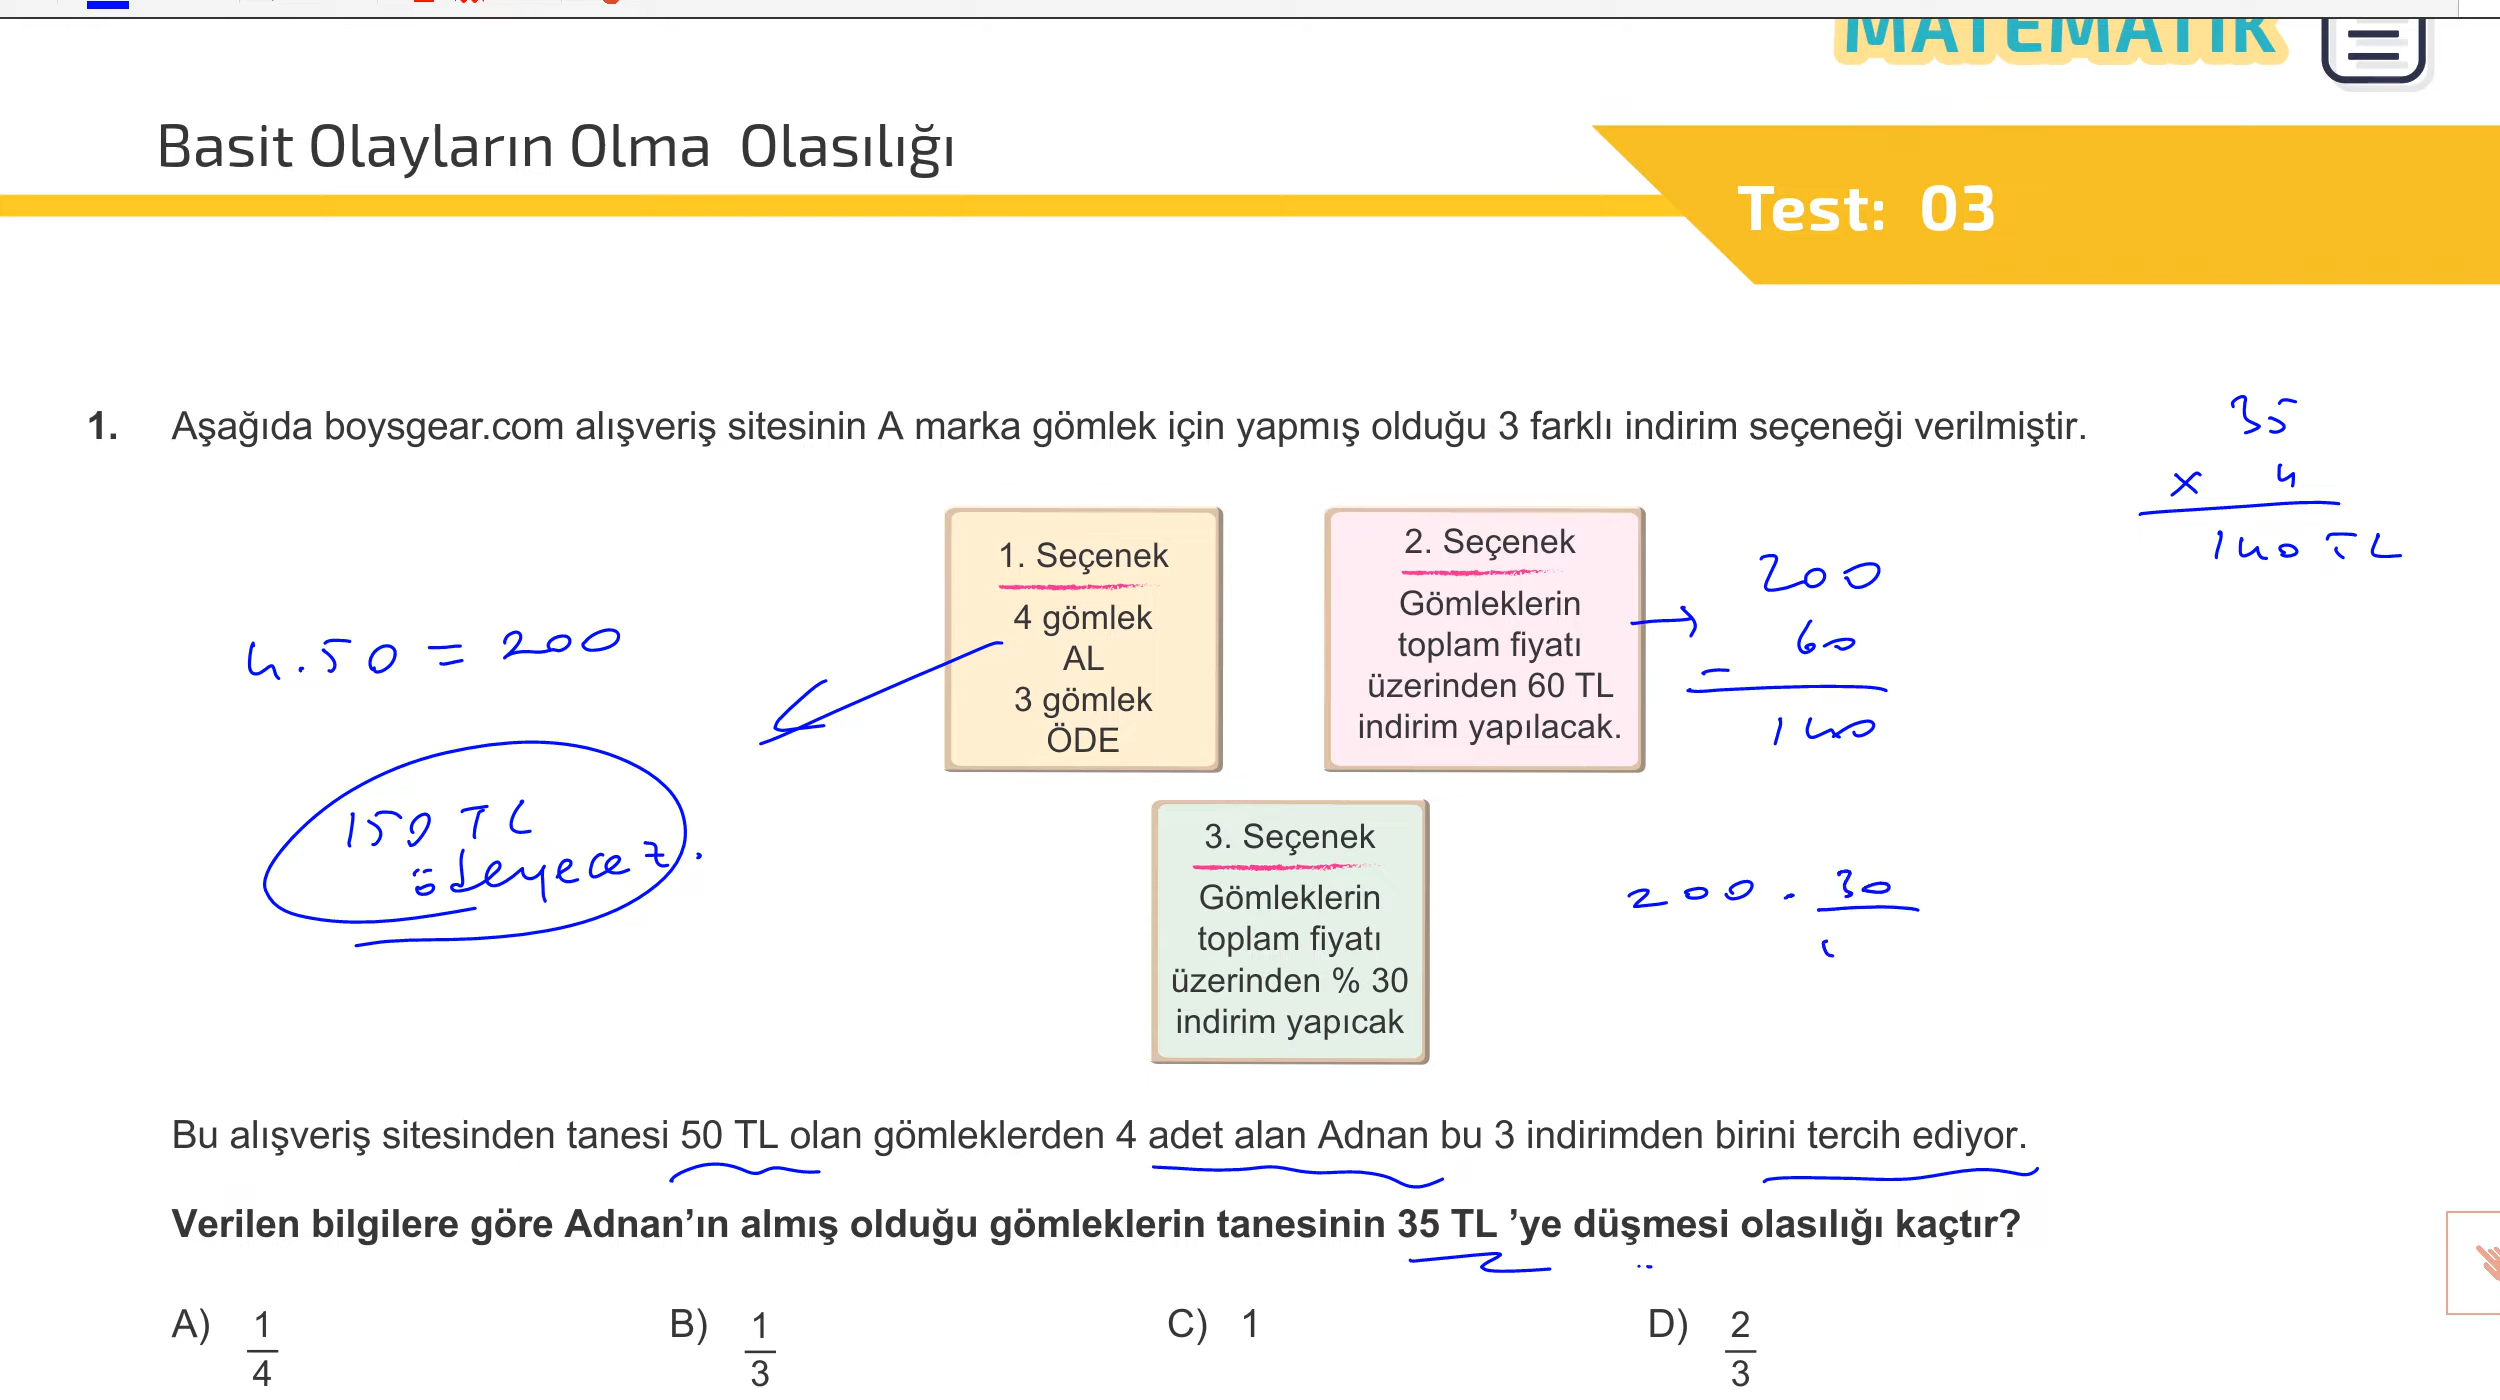 MATEMATİK
Basit Olayların Olma Olasılığı
Test: 03
1. Aşağıda boysgear.com alışveriş sitesinin A marka gömlek için yapmış olduğu 3 farklı indirim seçeneği verilmiştir.
35
x 4
140 TL
1. Seçenek
4 gömlek
AL
3 gömlek
ÖDE
2. Seçenek
Gömleklerin
toplam fiyatı
üzerinden 60 TL
indirim yapılacak.
200
60
-
140
4.50 = 200
150 TL
ödeyecez.
3. Seçenek
Gömleklerin
toplam fiyatı
üzerinden % 30
indirim yapıcak
200 . 30
Bu alışveriş sitesinden tanesi 50 TL olan gömleklerden 4 adet alan Adnan bu 3 indirimden birini tercih ediyor.
Verilen bilgilere göre Adnan’ın almış olduğu gömleklerin tanesinin 35 TL ’ye düşmesi olasılığı kaçtır?
A) 1/4 B) 1/3 C) 1 D) 2/3